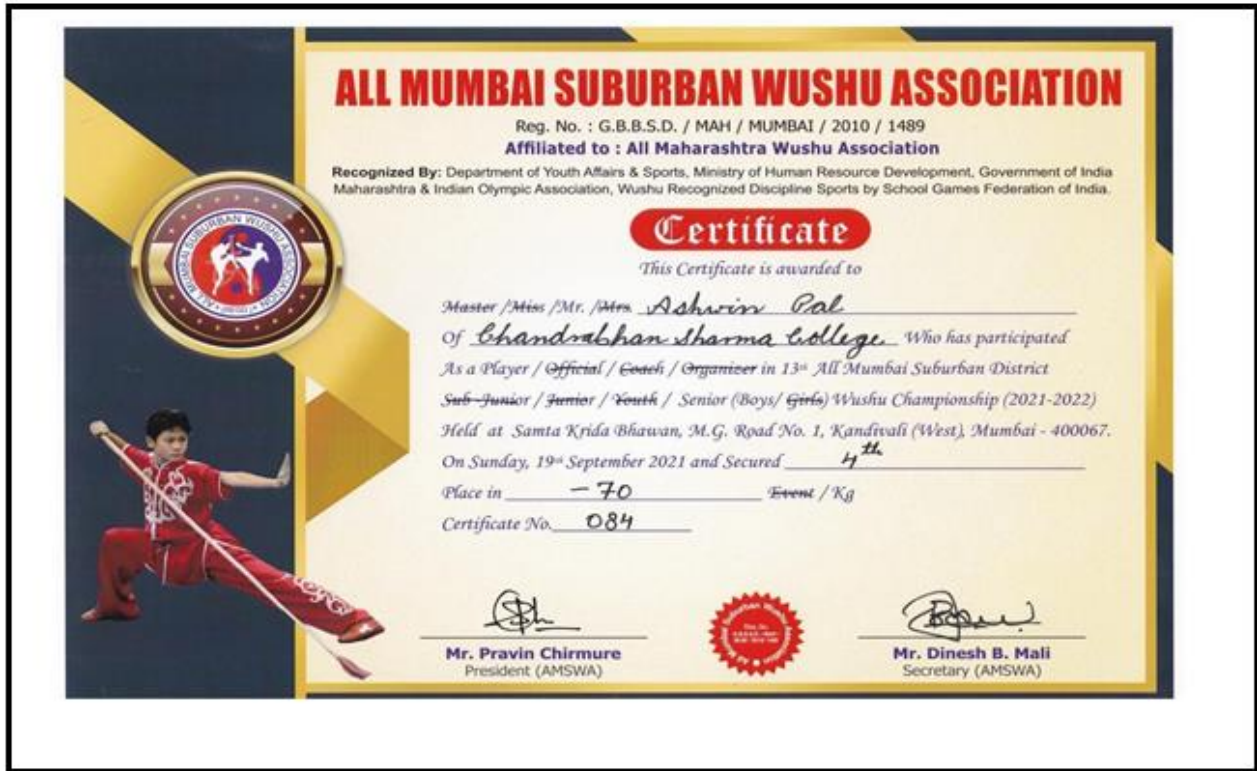 ALL MUMBAI SUBURBAN WUSHU ASSOCIATION
Reg. No. : G.B.B.S.D. / MAH / MUMBAI / 2010 / 1489
Affiliated to : All Maharashtra Wushu Association
Recognized By: Department of Youth Affairs & Sports, Ministry of Human Resource Development, Government of India
Maharashtra & Indian Olympic Association, Wushu Recognized Discipline Sports by School Games Federation of India.
ALL MUMBAI SUBURBAN WUSHU ASSOCIATION
Certificate
This Certificate is awarded to
Master /Miss /Mr. /Mrs. Ashwin Pal
Of Chandrabhan Sharma College Who has participated
As a Player / Official / Coach / Organizer in 13th All Mumbai Suburban District
Sub-Junior / Junior / Youth / Senior (Boys/ Girls) Wushu Championship (2021-2022)
Held at Samta Krida Bhawan, M.G. Road No. 1, Kandivali (West), Mumbai - 400067.
On Sunday, 19th September 2021 and Secured 4th
Place in -70 Event / Kg
Certificate No. 084
Mr. Pravin Chirmure
President (AMSWA)
Mr. Dinesh B. Mali
Secretary (AMSWA)